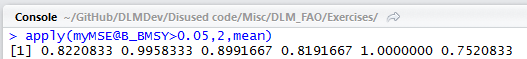 Console ~/GitHub/DLMDev/Disused code/Misc/DLM_FAO/Exercises/
> apply(myMSE@B_BMSY>0.05,2,mean)
[1] 0.8220833 0.9958333 0.8991667 0.8191667 1.0000000 0.7520833